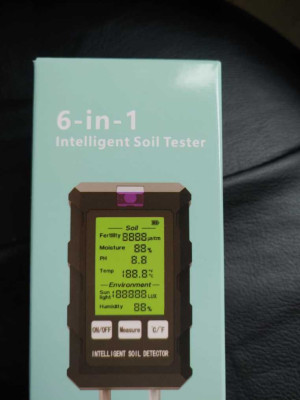 6-in-1
Intelligent Soil Tester
Soil
Fertility 8888 μs/cm
Moisture 88%
PH 8.8
Temp 188.8
Environment
Sun light 188888 LUX
Humidity 88%
ON/OFF Measure C/F
INTELLIGENT SOIL DETECTOR